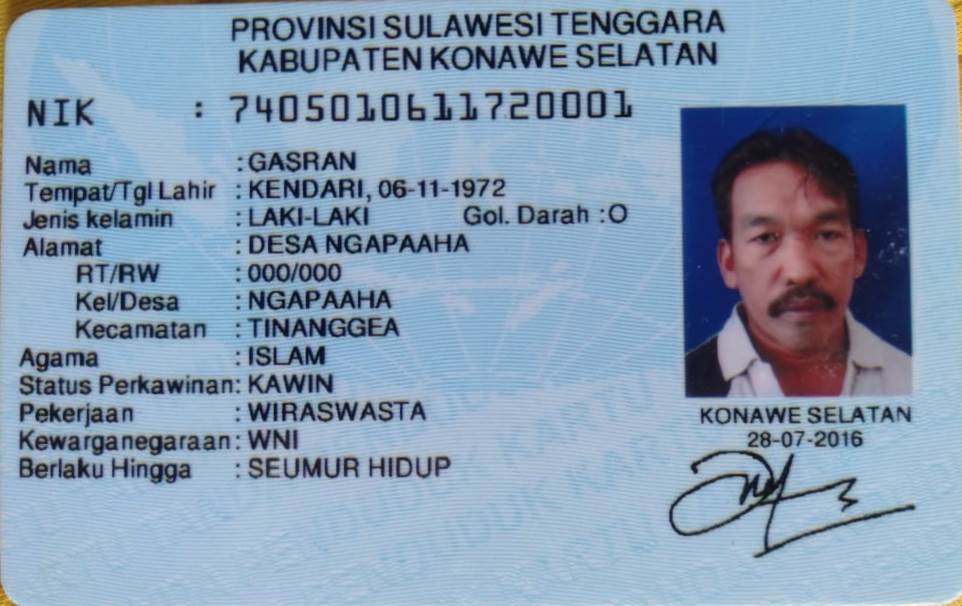 PROVINSI SULAWESI TENGGARA
KABUPATEN KONAWE SELATAN
NIK : 7405010611720001
Nama : GASRAN
Tempat/Tgl Lahir : KENDARI, 06-11-1972
Jenis kelamin : LAKI-LAKI Gol. Darah : O
Alamat : DESA NGAPAAHA
RT/RW : 000/000
Kel/Desa : NGAPAAHA
Kecamatan : TINANGGEA
Agama : ISLAM
Status Perkawinan: KAWIN
Pekerjaan : WIRASWASTA
Kewarganegaraan: WNI
Berlaku Hingga : SEUMUR HIDUP
KONAWE SELATAN
28-07-2016